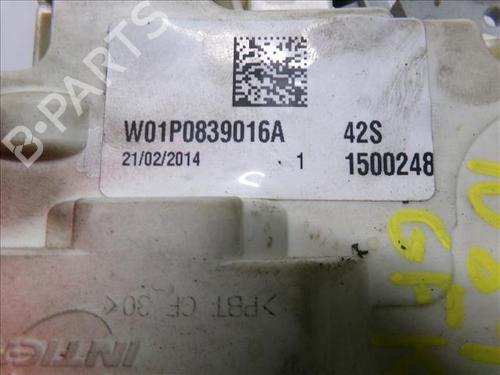 W01P0839016A 42S
21/02/2014 1 1500248
>PBT GF 30<
B-PARTS